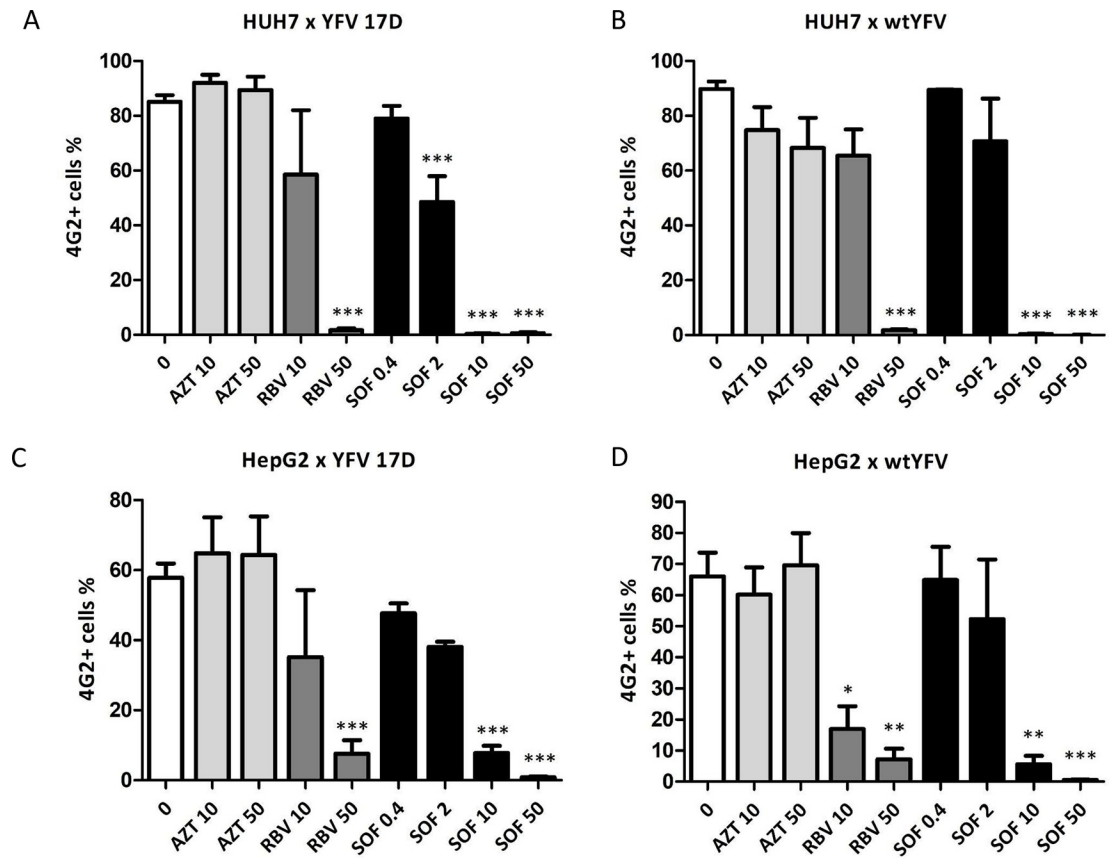 A
HUH7 x YFV 17D
4G2+ cells %
100
80
60
40
20
0
***
***
***
***
0
AZT 10
AZT 50
RBV 10
RBV 50
SOF 0.4
SOF 2
SOF 10
SOF 50
B
HUH7 x wtYFV
4G2+ cells %
100
80
60
40
20
0
***
***
***
0
AZT 10
AZT 50
RBV 10
RBV 50
SOF 0.4
SOF 2
SOF 10
SOF 50
C
HepG2 x YFV 17D
4G2+ cells %
80
60
40
20
0
***
***
***
0
AZT 10
AZT 50
RBV 10
RBV 50
SOF 0.4
SOF 2
SOF 10
SOF 50
D
HepG2 x wtYFV
4G2+ cells %
90
80
70
60
50
40
30
20
10
0
*
**
**
***
0
AZT 10
AZT 50
RBV 10
RBV 50
SOF 0.4
SOF 2
SOF 10
SOF 50